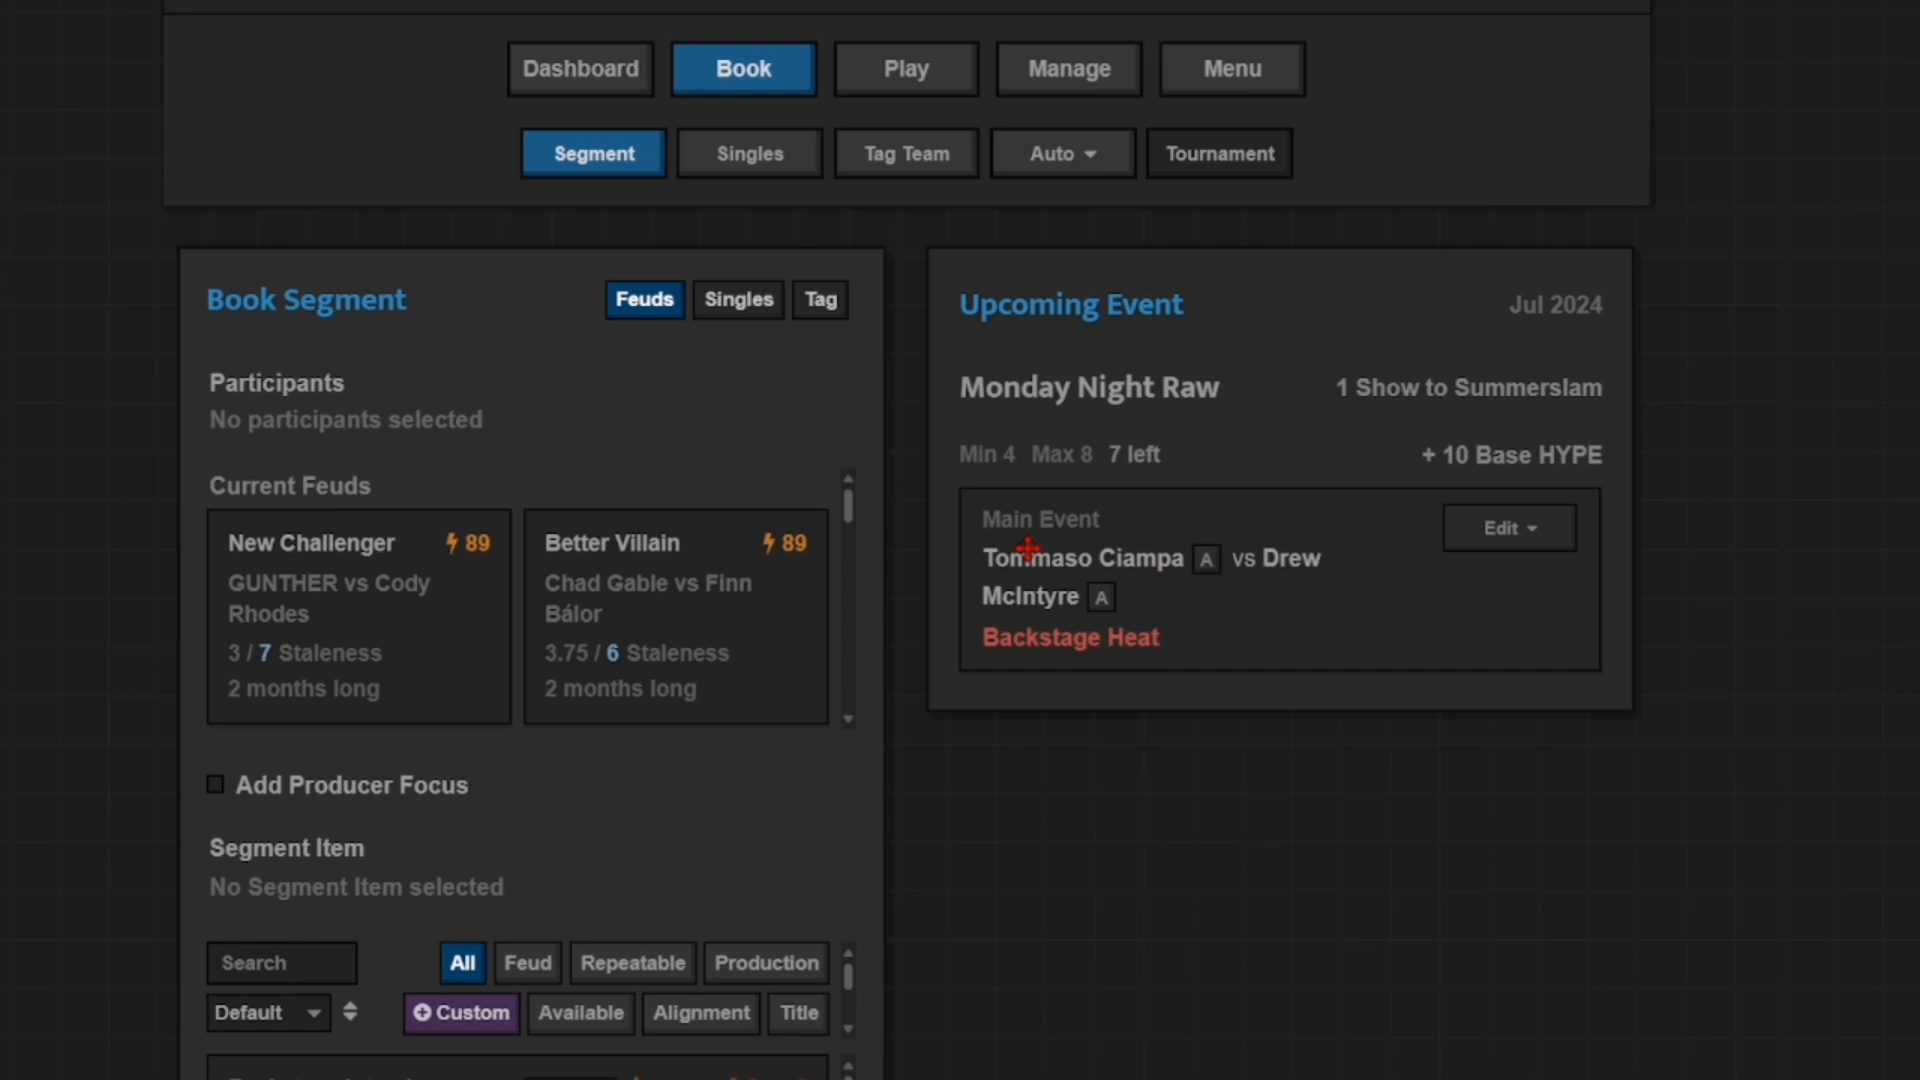 Dashboard Book Play Manage Menu
Segment Singles Tag Team Auto Tournament
Book Segment Feuds Singles Tag
Participants
No participants selected
Current Feuds
New Challenger 89
GUNTHER vs Cody
Rhodes
3 / 7 Staleness
2 months long
Better Villain 89
Chad Gable vs Finn
Bálor
3.75 / 6 Staleness
2 months long
Add Producer Focus
Segment Item
No Segment Item selected
Search All Feud Repeatable Production
Default Custom Available Alignment Title
Upcoming Event Jul 2024
Monday Night Raw 1 Show to Summerslam
Min 4 Max 8 7 left + 10 Base HYPE
Main Event Edit
Tommaso Ciampa A vs Drew
McIntyre A
Backstage Heat